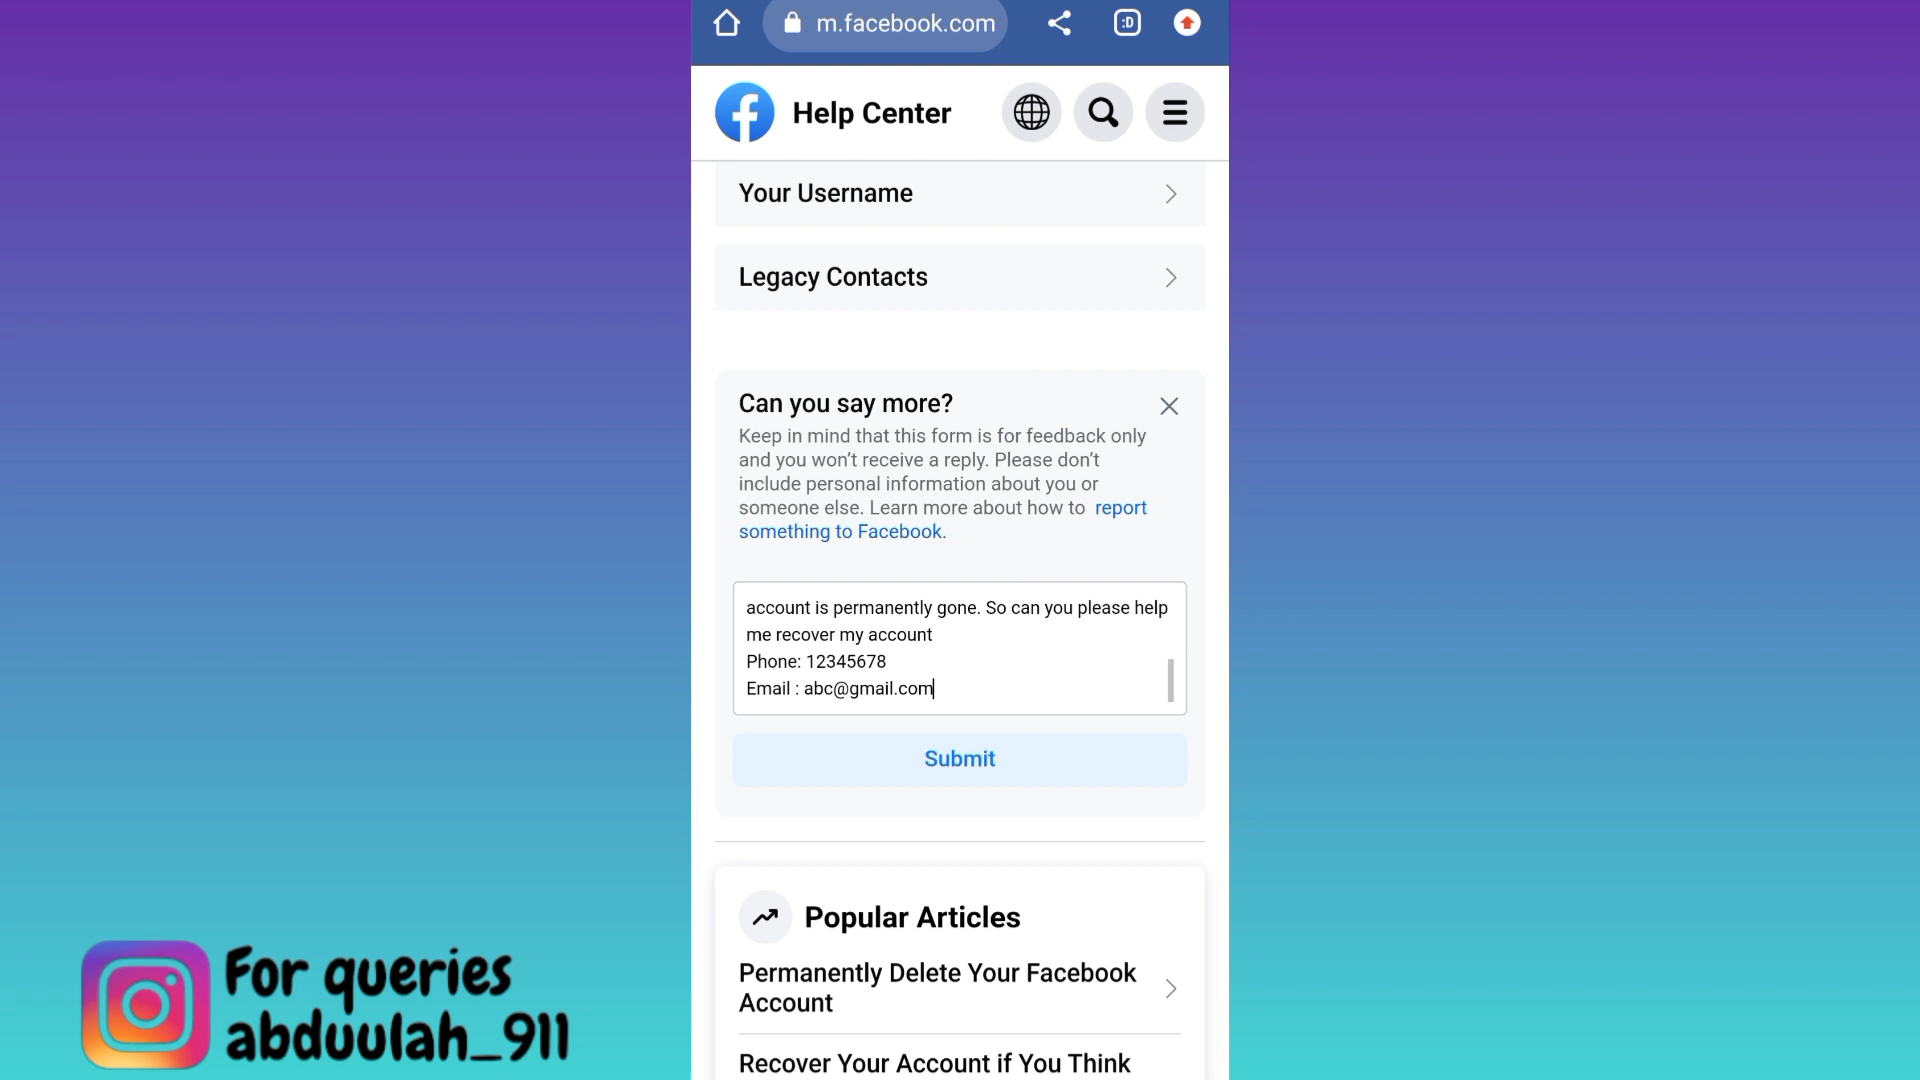 m.facebook.com
:D
Help Center
Your Username
Legacy Contacts
Can you say more?
Keep in mind that this form is for feedback only
and you won’t receive a reply. Please don’t
include personal information about you or
someone else. Learn more about how to report
something to Facebook.
account is permanently gone. So can you please help
me recover my account
Phone: 12345678
Email : abc@gmail.com
Submit
Popular Articles
Permanently Delete Your Facebook
Account
Recover Your Account if You Think
For queries
abduulah_911